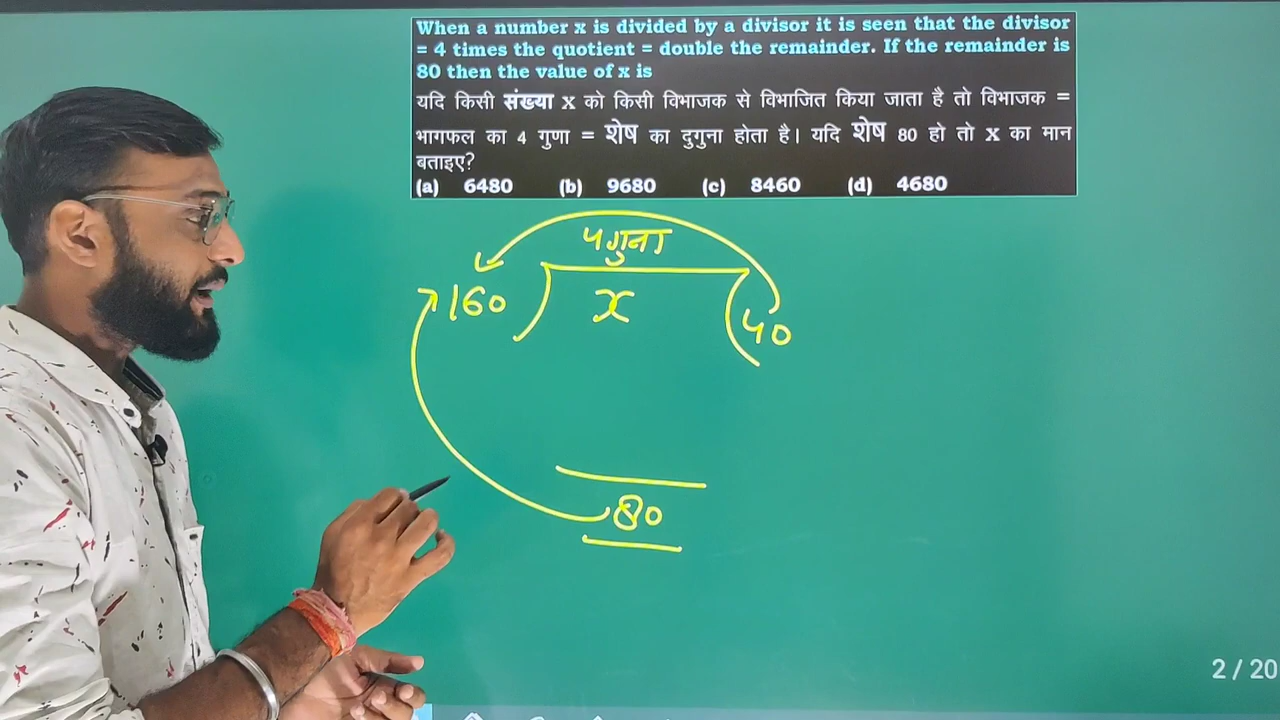 When a number x is divided by a divisor it is seen that the divisor
= 4 times the quotient = double the remainder. If the remainder is
80 then the value of x is
यदि किसी संख्या x को किसी विभाजक से विभाजित किया जाता है तो विभाजक =
भागफल का 4 गुणा = शेष का दुगुना होता है। यदि शेष 80 हो तो x का मान
बताइए?
(a) 6480 (b) 9680 (c) 8460 (d) 4680
4गुना
160 x 40
80
2 / 20